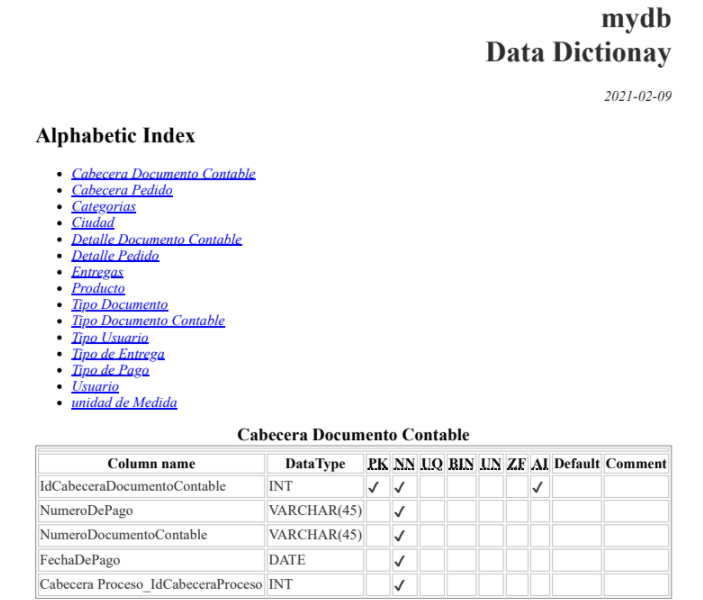 mydb
Data Dictionay
2021-02-09
Alphabetic Index
Cabecera Documento Contable
Cabecera Pedido
Categorias
Ciudad
Detalle Documento Contable
Detalle Pedido
Entregas
Producto
Tipo Documento
Tipo Documento Contable
Tipo Usuario
Tipo de Entrega
Tipo de Pago
Usuario
unidad de Medida
Cabecera Documento Contable
Column name DataType PK NN UQ BIN UN ZF AI Default Comment
IdCabeceraDocumentoContable INT ✓ ✓ ✓
NumeroDePago VARCHAR(45) ✓
NumeroDocumentoContable VARCHAR(45) ✓
FechaDePago DATE ✓
Cabecera Proceso_IdCabeceraProceso INT ✓